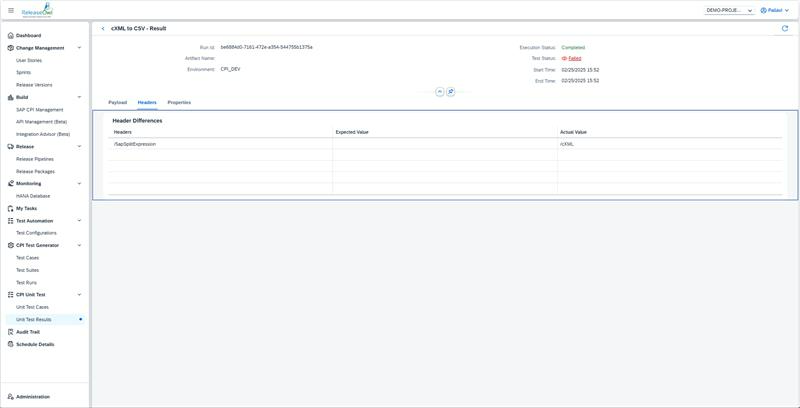 ReleaseOwl
DEMO-PROJE...
Pallavi
Dashboard
Change Management
User Stories
Sprints
Release Versions
Build
SAP CPI Management
API Management (Beta)
Integration Advisor (Beta)
Release
Release Pipelines
Release Packages
Monitoring
HANA Database
My Tasks
Test Automation
Test Configurations
CPI Test Generator
Test Cases
Test Suites
Test Runs
CPI Unit Test
Unit Test Cases
Unit Test Results
Audit Trail
Schedule Details
Administration
cXML to CSV - Result
Run Id: be6884d0-7161-472e-a354-544755b1375a
Artifact Name:
Environment: CPI_DEV
Execution Status: Completed
Test Status: Failed
Start Time: 02/25/2025 15:52
End Time: 02/25/2025 15:52
Payload Headers Properties
Header Differences
Headers Expected Value Actual Value
/SapSplitExpression /cXML